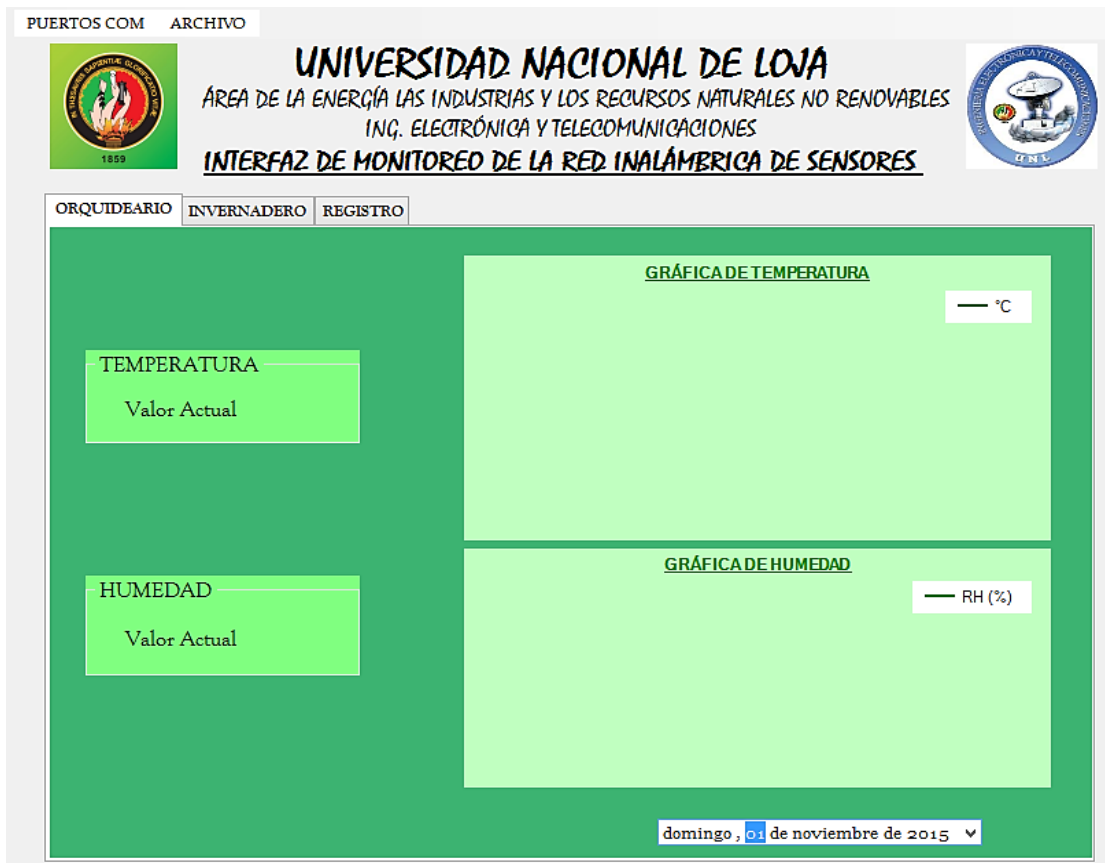 PUERTOS COM ARCHIVO
UNIVERSIDAD NACIONAL DE LOJA
ÁREA DE LA ENERGÍA LAS INDUSTRIAS Y LOS RECURSOS NATURALES NO RENOVABLES
ING. ELECTRÓNICA Y TELECOMUNICACIONES
INTERFAZ DE MONITOREO DE LA RED INALÁMBRICA DE SENSORES
1859
UNL
ORQUIDEARIO INVERNADERO REGISTRO
GRÁFICA DE TEMPERATURA
°C
TEMPERATURA
Valor Actual
GRÁFICA DE HUMEDAD
RH (%)
HUMEDAD
Valor Actual
domingo , 01 de noviembre de 2015